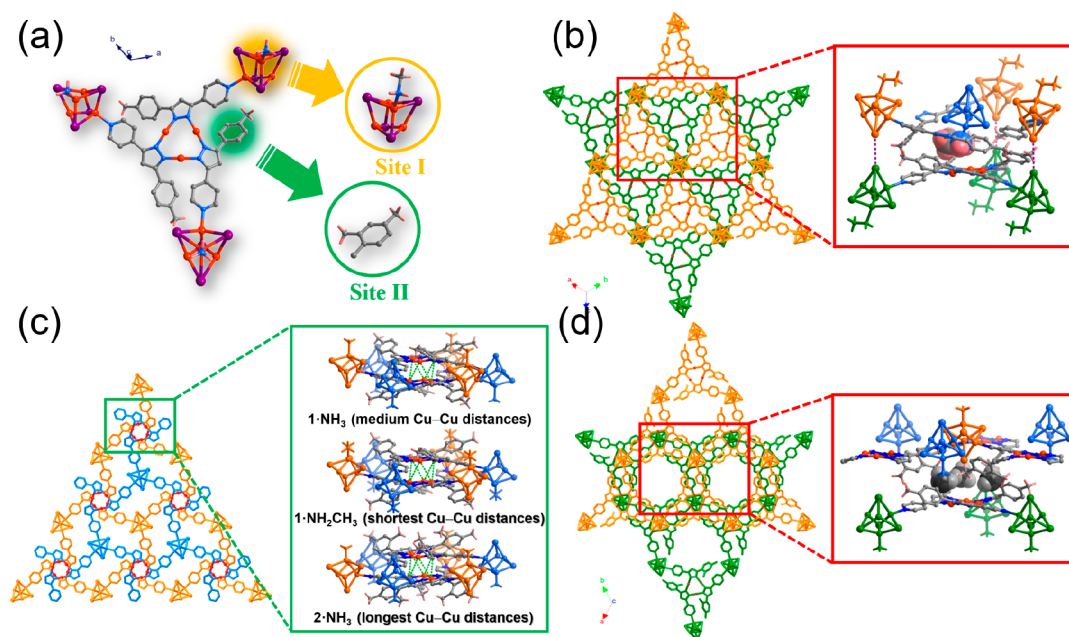 (a)
b
c
a
Site I
Site II
(b)
a
b
(c)
1·NH₃ (medium Cu–Cu distances)
1·NH₂CH₃ (shortest Cu–Cu distances)
2·NH₃ (longest Cu–Cu distances)
(d)
b
c
a